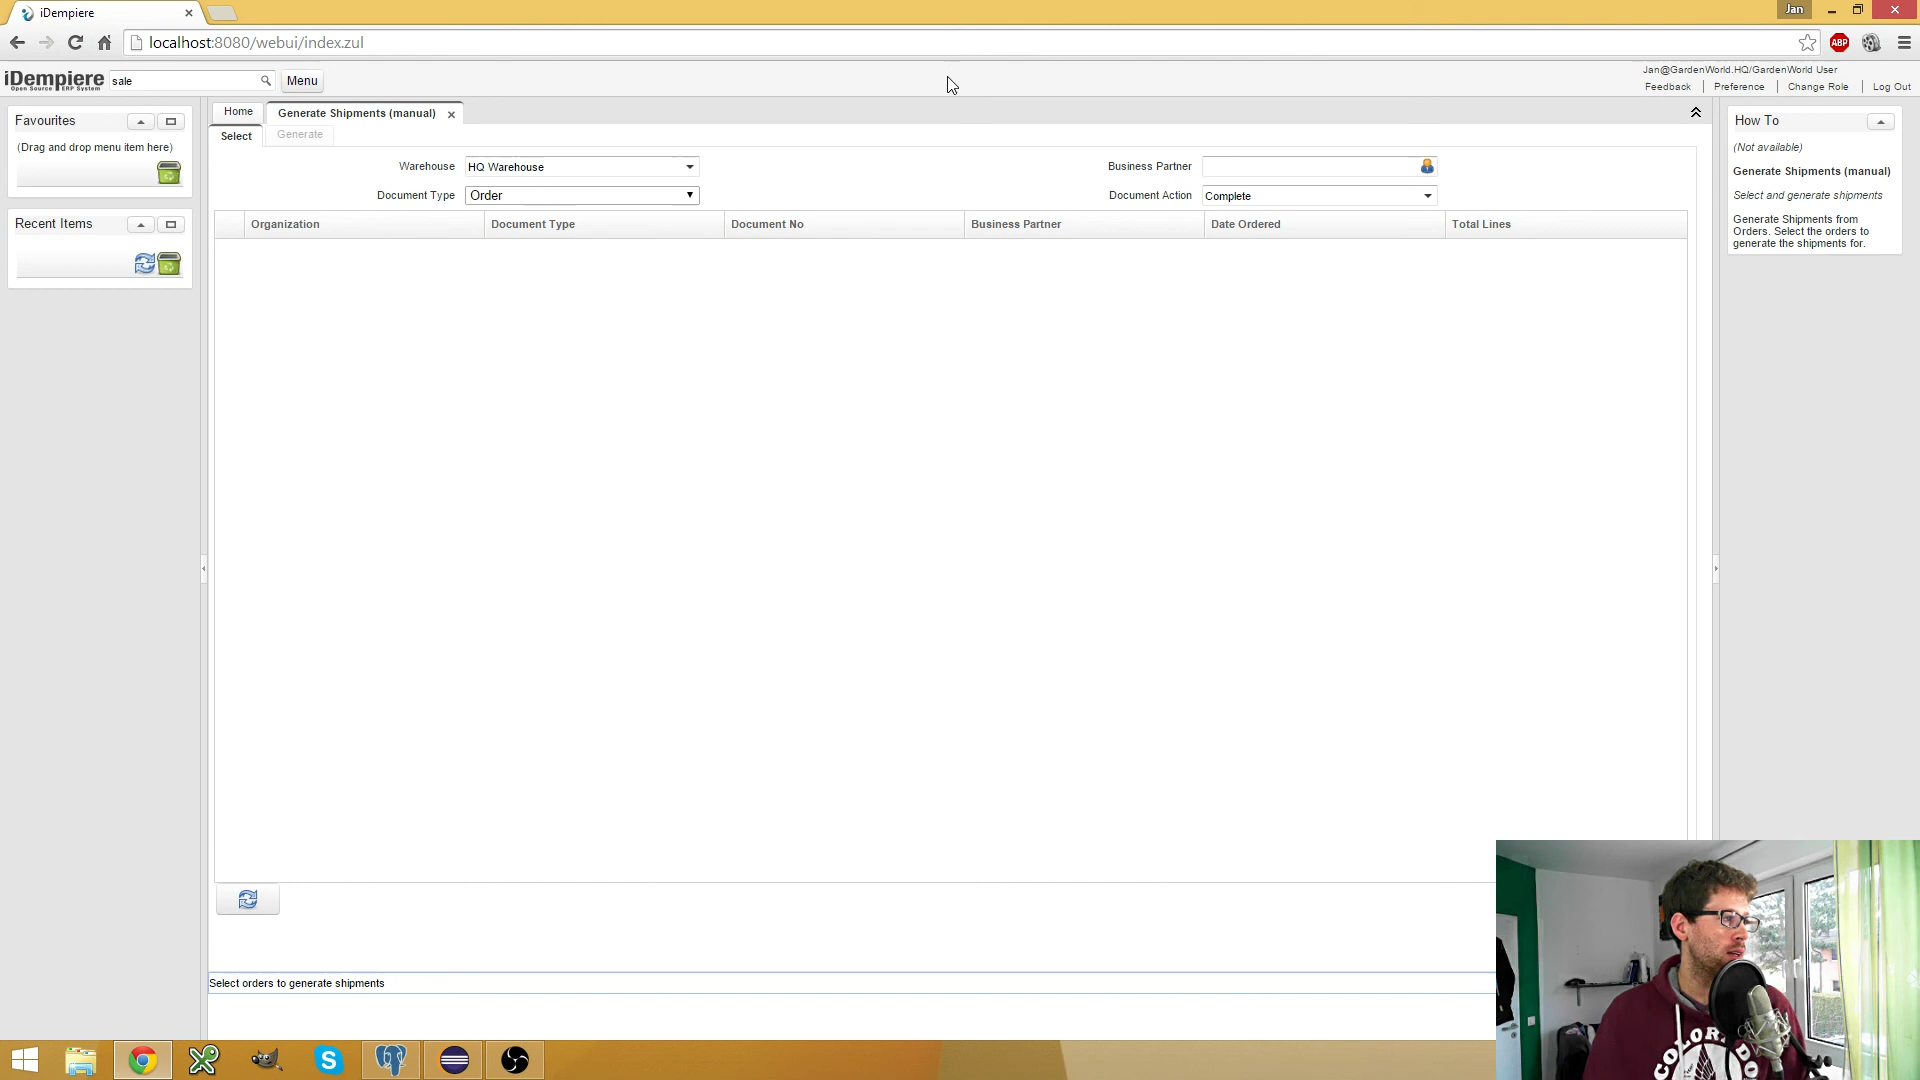 iDempiere
Jan
localhost:8080/webui/index.zul
ABP
iDempiere
Open Source ERP System
sale
Menu
Jan@GardenWorld.HQ/GardenWorld User
Feedback
Preference
Change Role
Log Out
Favourites
(Drag and drop menu item here)
Recent Items
Home
Generate Shipments (manual)
Select
Generate
Warehouse
HQ Warehouse
Business Partner
Document Type
Order
Document Action
Complete
Organization
Document Type
Document No
Business Partner
Date Ordered
Total Lines
How To
(Not available)
Generate Shipments (manual)
Select and generate shipments
Generate Shipments from
Orders. Select the orders to
generate the shipments for.
Select orders to generate shipments